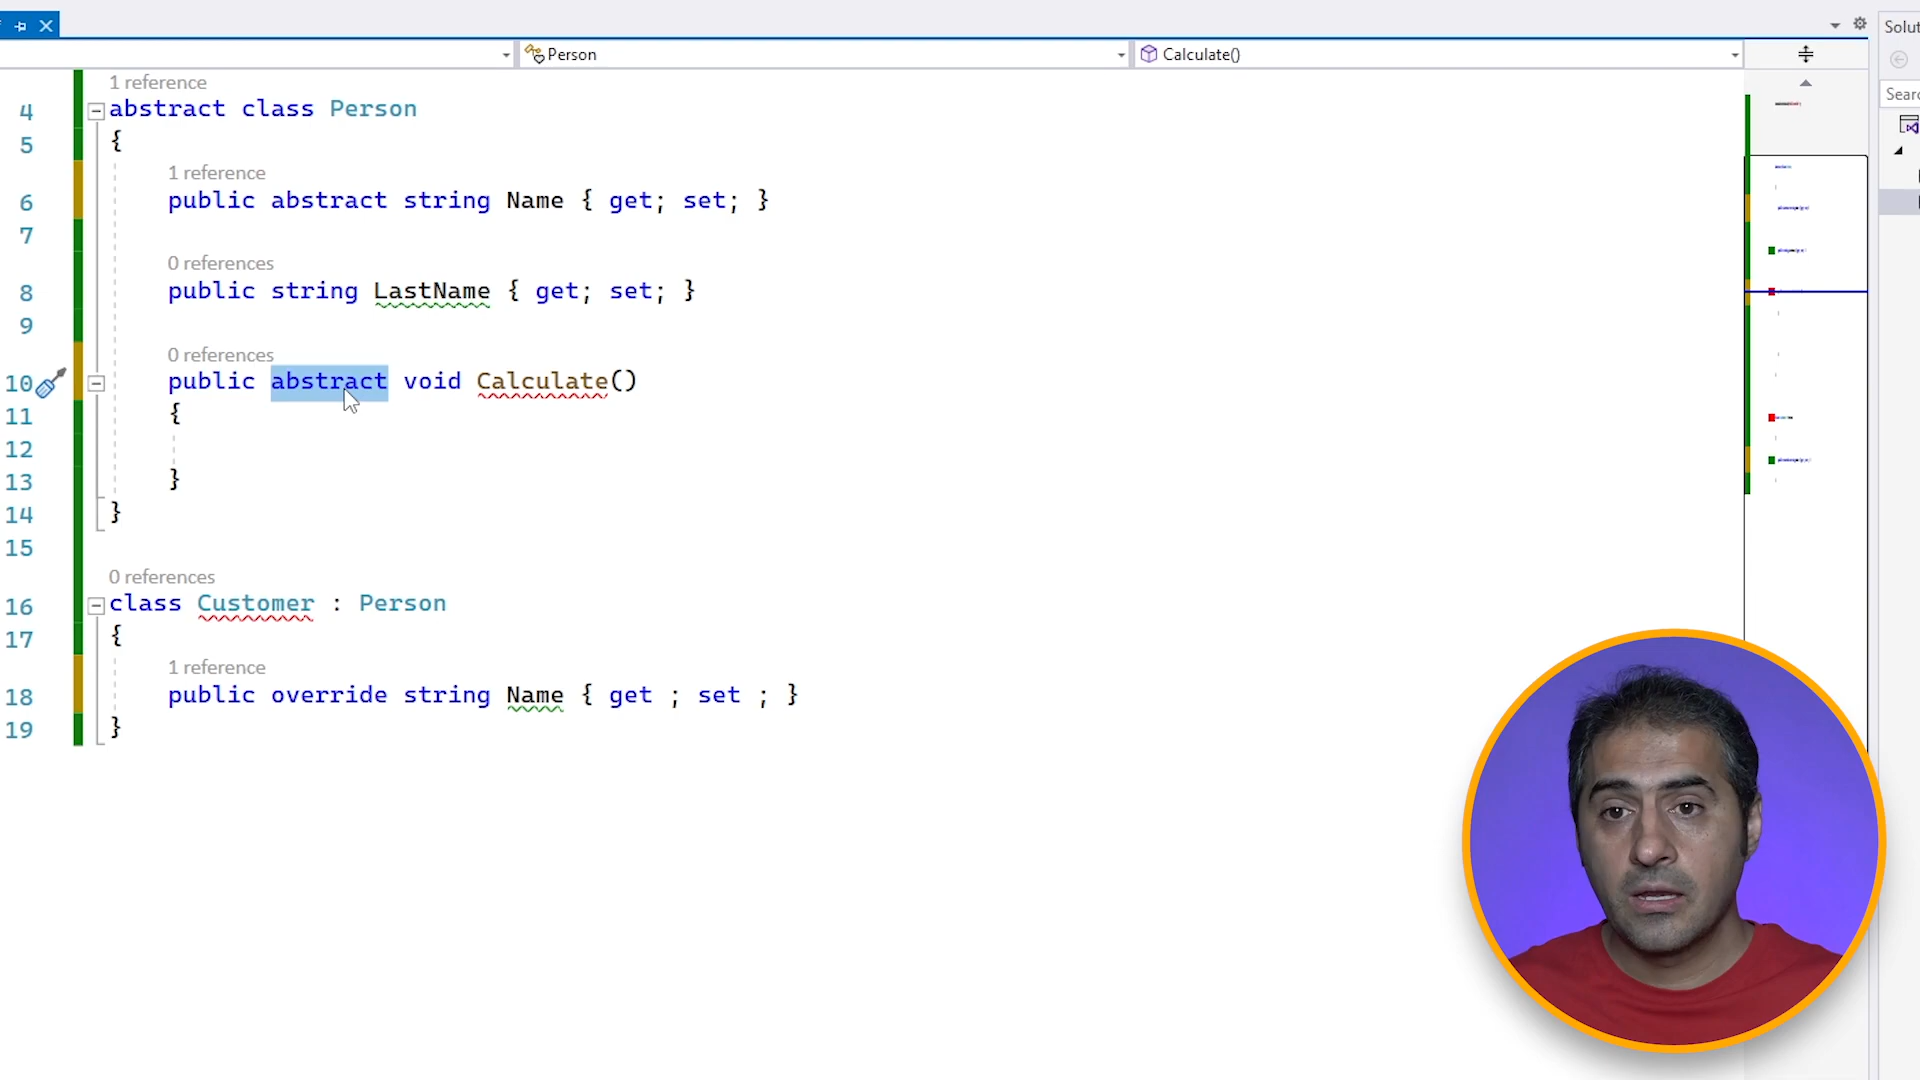 Solut
Person
Calculate()
Searc
1 reference
4 abstract class Person
5 {
1 reference
6 public abstract string Name { get; set; }
7
0 references
8 public string LastName { get; set; }
9
0 references
10 public abstract void Calculate()
11 {
12
13 }
14 }
15
0 references
16 class Customer : Person
17 {
1 reference
18 public override string Name { get ; set ; }
19 }